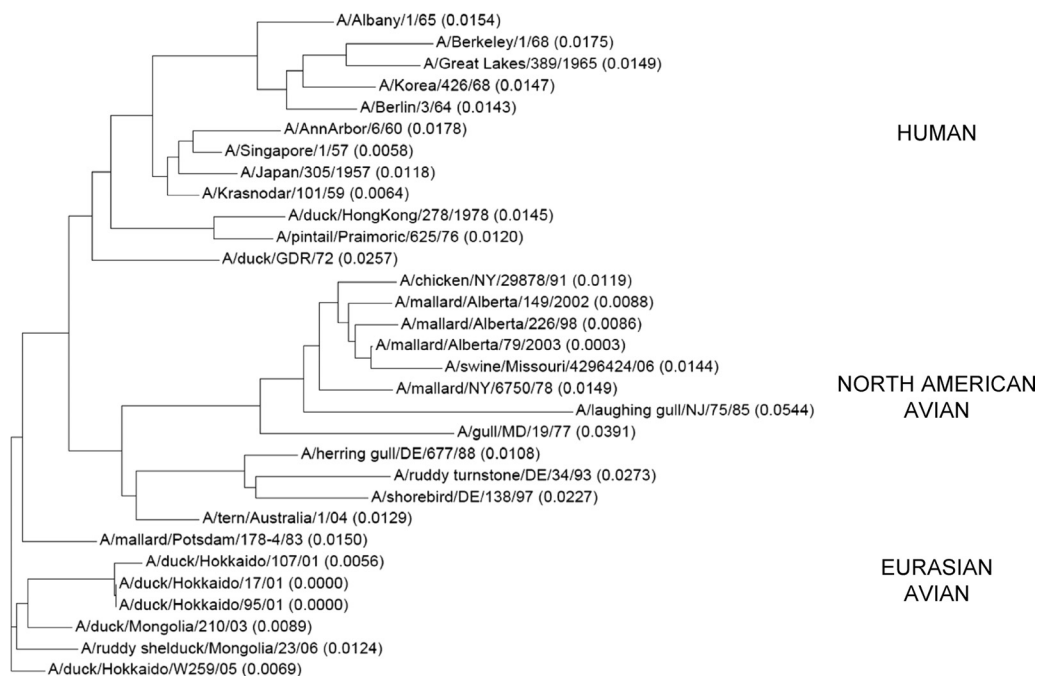 A/Albany/1/65 (0.0154)
A/Berkeley/1/68 (0.0175)
A/Great Lakes/389/1965 (0.0149)
A/Korea/426/68 (0.0147)
A/Berlin/3/64 (0.0143)
A/AnnArbor/6/60 (0.0178)
HUMAN
A/Singapore/1/57 (0.0058)
A/Japan/305/1957 (0.0118)
A/Krasnodar/101/59 (0.0064)
A/duck/HongKong/278/1978 (0.0145)
A/pintail/Praimoric/625/76 (0.0120)
A/duck/GDR/72 (0.0257)
A/chicken/NY/29878/91 (0.0119)
A/mallard/Alberta/149/2002 (0.0088)
A/mallard/Alberta/226/98 (0.0086)
A/mallard/Alberta/79/2003 (0.0003)
A/swine/Missouri/4296424/06 (0.0144)
A/mallard/NY/6750/78 (0.0149)
NORTH AMERICAN
AVIAN
A/laughing gull/NJ/75/85 (0.0544)
A/gull/MD/19/77 (0.0391)
A/herring gull/DE/677/88 (0.0108)
A/ruddy turnstone/DE/34/93 (0.0273)
A/shorebird/DE/138/97 (0.0227)
A/tern/Australia/1/04 (0.0129)
A/mallard/Potsdam/178-4/83 (0.0150)
A/duck/Hokkaido/107/01 (0.0056)
EURASIAN
AVIAN
A/duck/Hokkaido/17/01 (0.0000)
A/duck/Hokkaido/95/01 (0.0000)
A/duck/Mongolia/210/03 (0.0089)
A/ruddy shelduck/Mongolia/23/06 (0.0124)
A/duck/Hokkaido/W259/05 (0.0069)